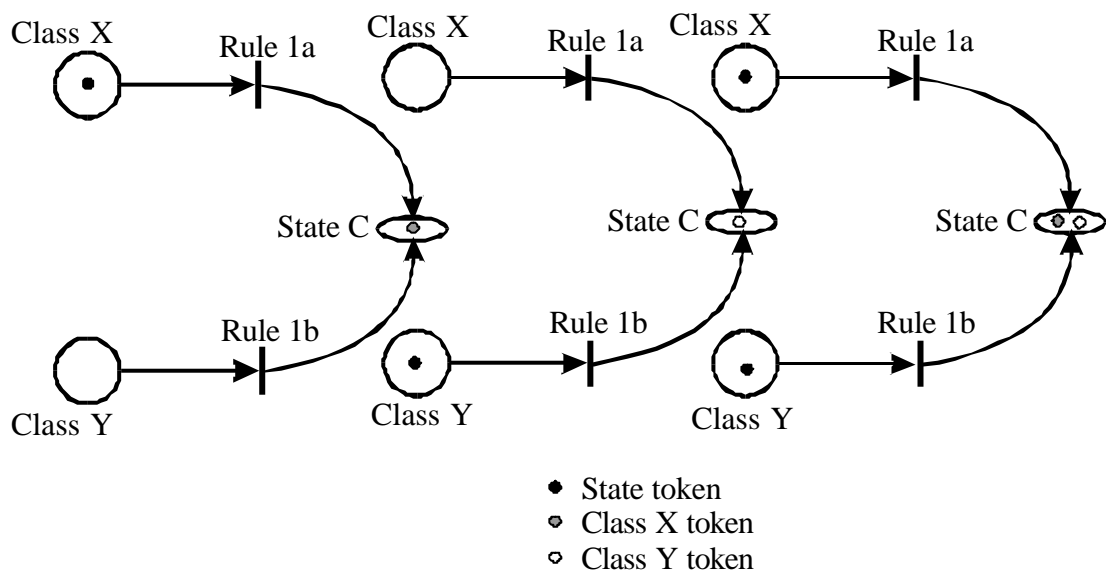 Class X
Rule 1a
Class X
Rule 1a
Class X
Rule 1a
State C
State C
State C
Rule 1b
Rule 1b
Rule 1b
Class Y
Class Y
Class Y
State token
Class X token
Class Y token